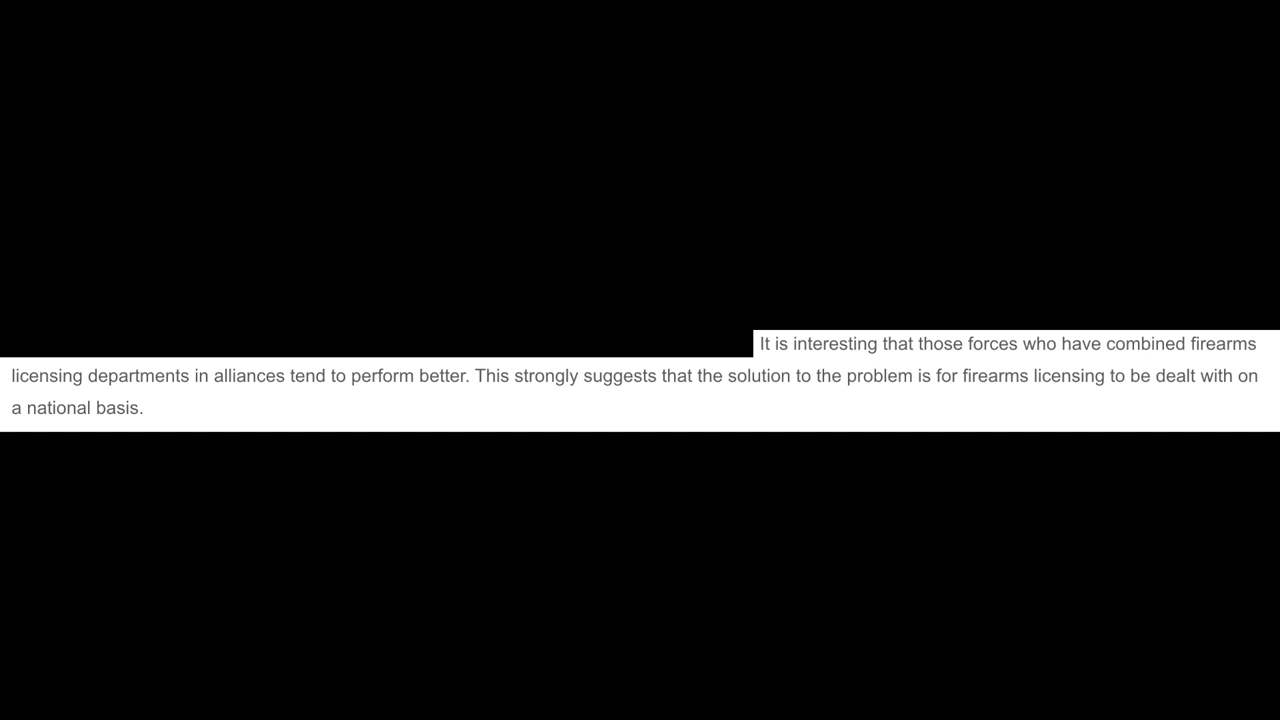 It is interesting that those forces who have combined firearms
licensing departments in alliances tend to perform better. This strongly suggests that the solution to the problem is for firearms licensing to be dealt with on
a national basis.